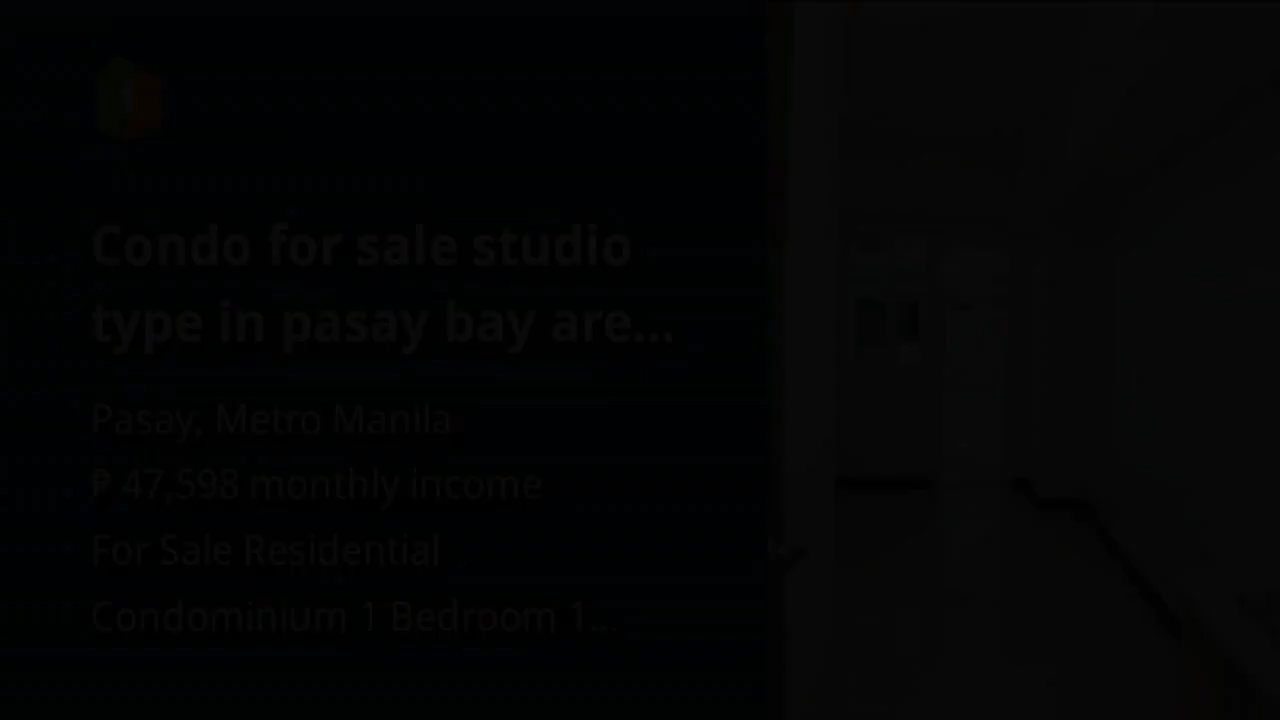 Condo for sale studio
type in pasay bay are...
Pasay, Metro Manila
₱ 47,598 monthly income
For Sale Residential
Condominium 1 Bedroom 1...